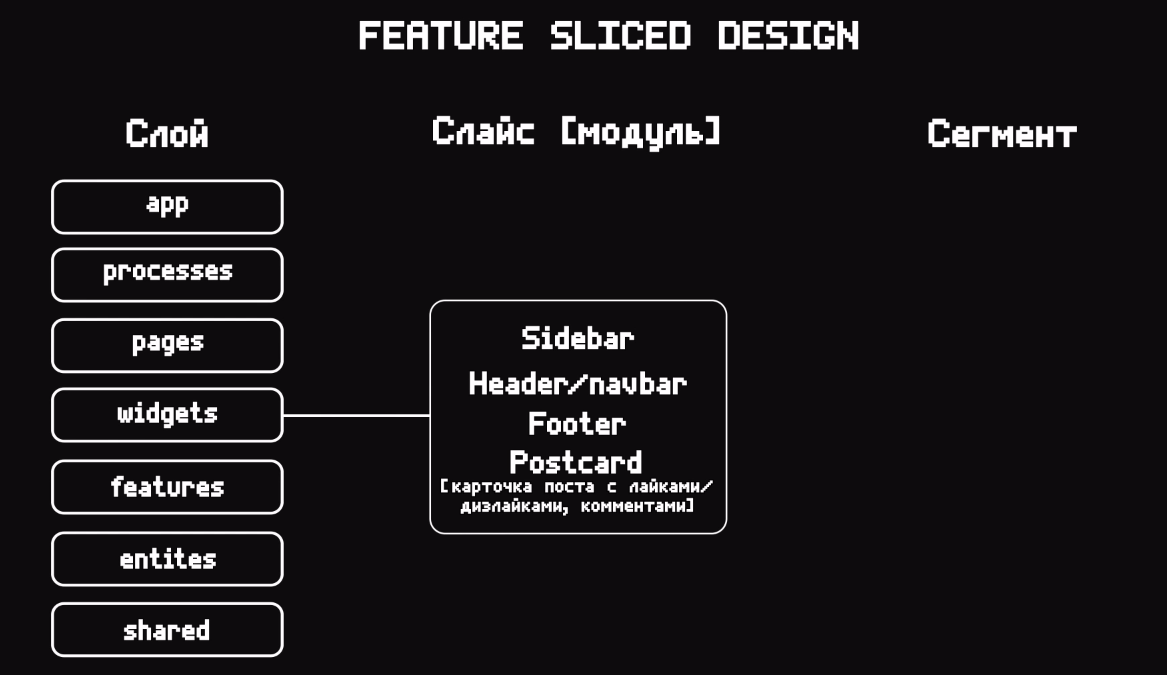 FEATURE SLICED DESIGN
Слой
Слайс [модуль]
Сегмент
app
processes
pages
widgets
features
entites
shared
Sidebar
Header/navbar
Footer
Postcard
[карточка поста с лайками/
дизлайками, комментами]